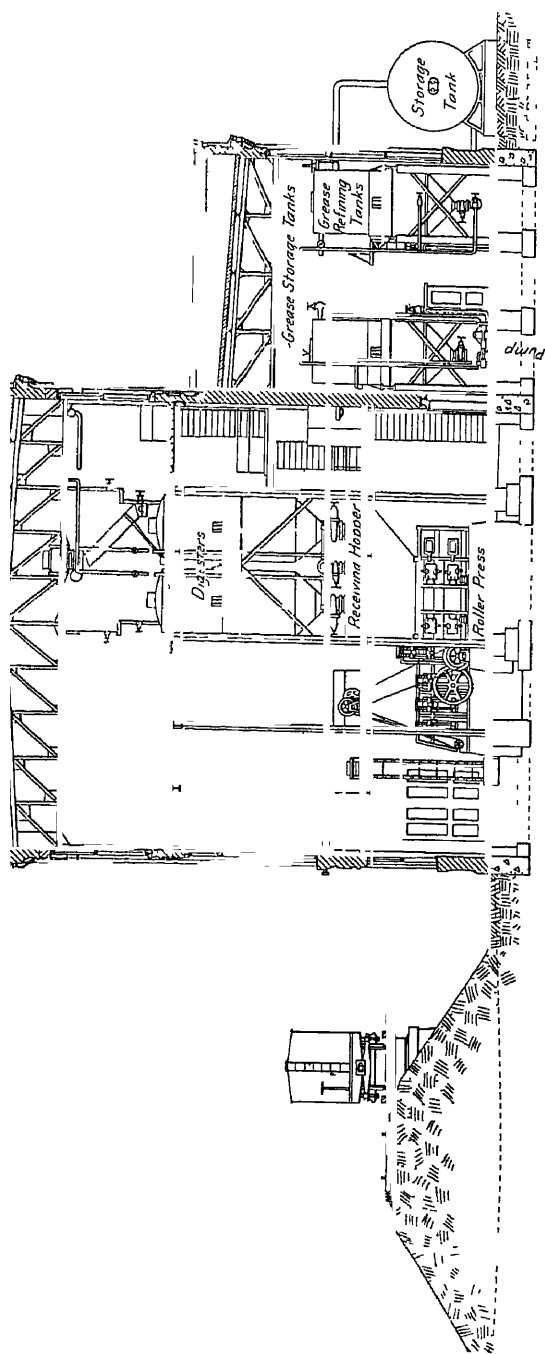 Storage
Tank
Grease Storage Tanks
Grease
Refining
Tanks
Pump
Digesters
Receiving Hopper
Roller Press